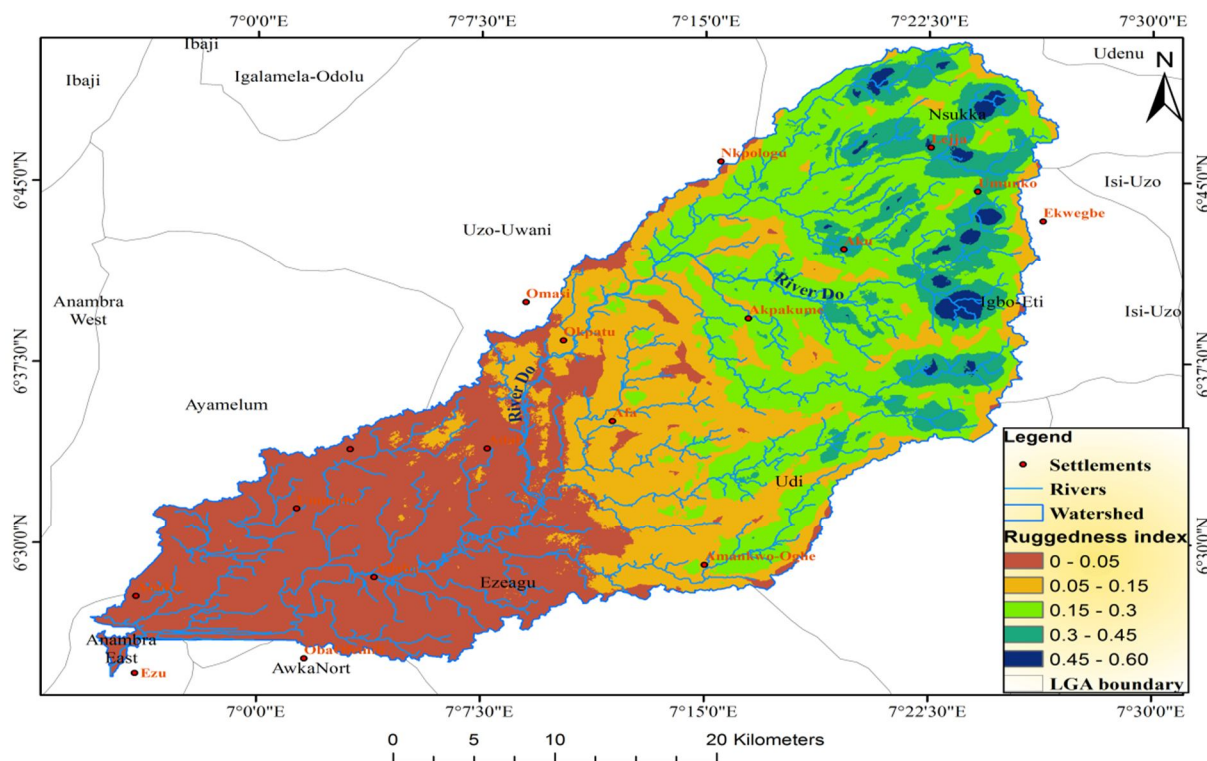 7°0'0"E
7°7'30"E
7°15'0"E
7°22'30"E
7°30'0"E
Ibaji
Ibaji
Igalamela-Odolu
Udenu
N
Nsukka
Nkpologu
6°45'0"N
6°45'0"N
Isi-Uzo
Ekwegbe
Uzo-Uwani
Aku
River Do
Anambra
West
Igbo-Eti
Isi-Uzo
Akpakume
Okpatu
6°37'30"N
6°37'30"N
River Do
Ayamelum
Afa
Legend
Settlements
Rivers
Watershed
Ruggedness index
0 - 0.05
0.05 - 0.15
0.15 - 0.3
0.3 - 0.45
0.45 - 0.60
LGA boundary
Udi
6°30'0"N
6°30'0"N
Amankwo-Oghe
Ezeagu
Anambra
East
AwkaNort
Ezu
7°0'0"E
7°7'30"E
7°15'0"E
7°22'30"E
7°30'0"E
0 5 10 20 Kilometers